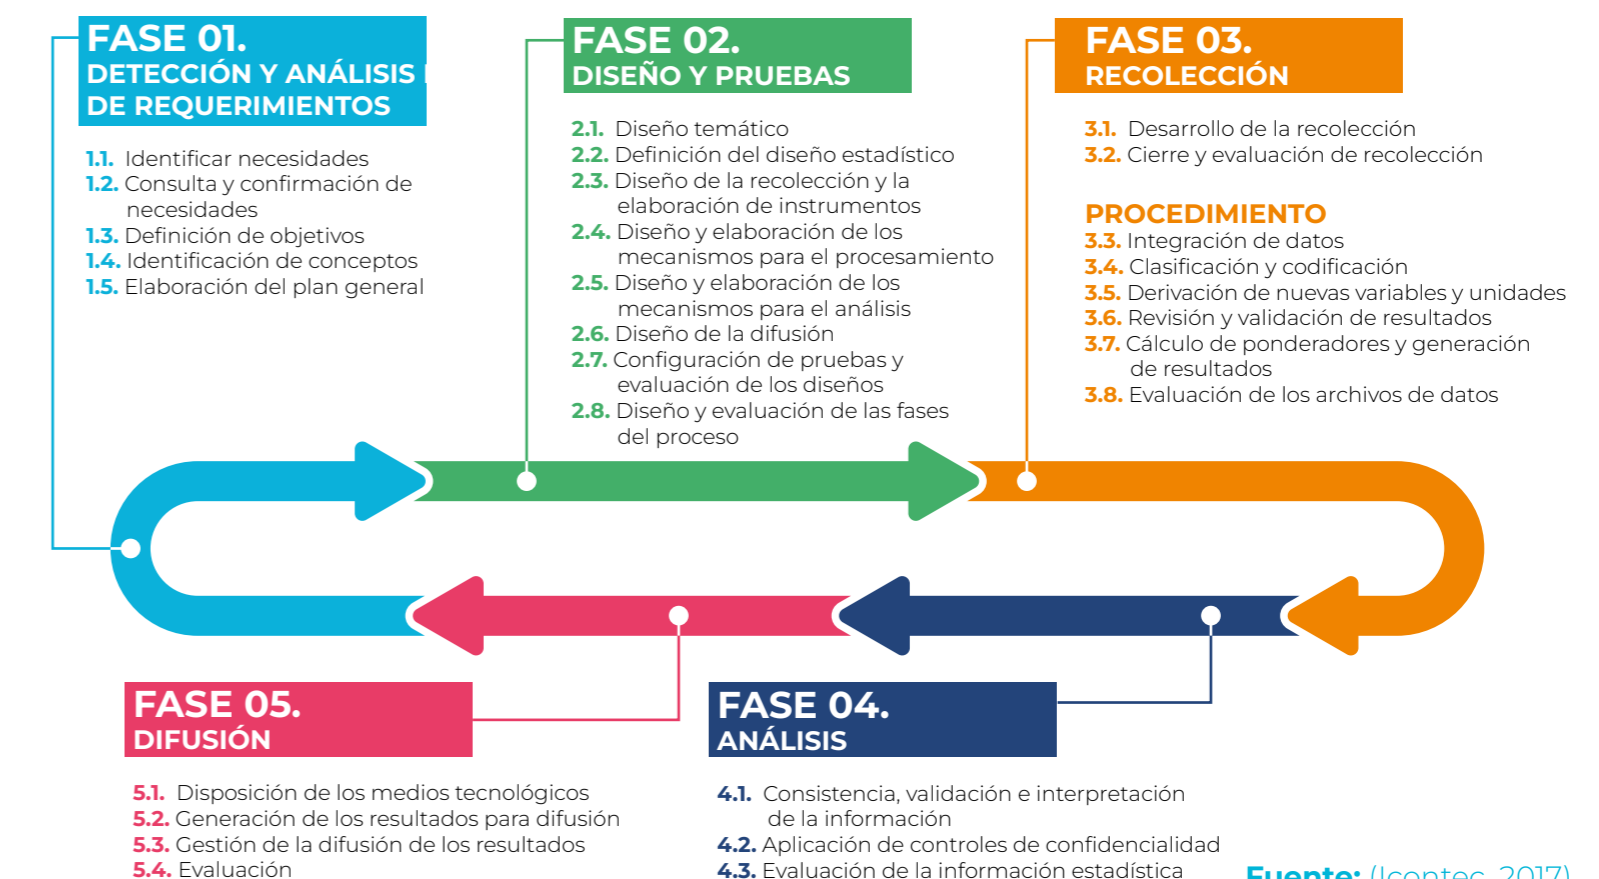 FASE 01.
DETECCIÓN Y ANÁLISIS
DE REQUERIMIENTOS
1.1. Identificar necesidades
1.2. Consulta y confirmación de
necesidades
1.3. Definición de objetivos
1.4. Identificación de conceptos
1.5. Elaboración del plan general
FASE 02.
DISEÑO Y PRUEBAS
2.1. Diseño temático
2.2. Definición del diseño estadístico
2.3. Diseño de la recolección y la
elaboración de instrumentos
2.4. Diseño y elaboración de los
mecanismos para el procesamiento
2.5. Diseño y elaboración de los
mecanismos para el análisis
2.6. Diseño de la difusión
2.7. Configuración de pruebas y
evaluación de los diseños
2.8. Diseño y evaluación de las fases
del proceso
FASE 03.
RECOLECCIÓN
3.1. Desarrollo de la recolección
3.2. Cierre y evaluación de recolección
PROCEDIMIENTO
3.3. Integración de datos
3.4. Clasificación y codificación
3.5. Derivación de nuevas variables y unidades
3.6. Revisión y validación de resultados
3.7. Cálculo de ponderadores y generación
de resultados
3.8. Evaluación de los archivos de datos
FASE 05.
DIFUSIÓN
5.1. Disposición de los medios tecnológicos
5.2. Generación de los resultados para difusión
5.3. Gestión de la difusión de los resultados
5.4. Evaluación
FASE 04.
ANÁLISIS
4.1. Consistencia, validación e interpretación
de la información
4.2. Aplicación de controles de confidencialidad
4.3. Evaluación de la información estadística
Fuente: (Icontec, 2017)